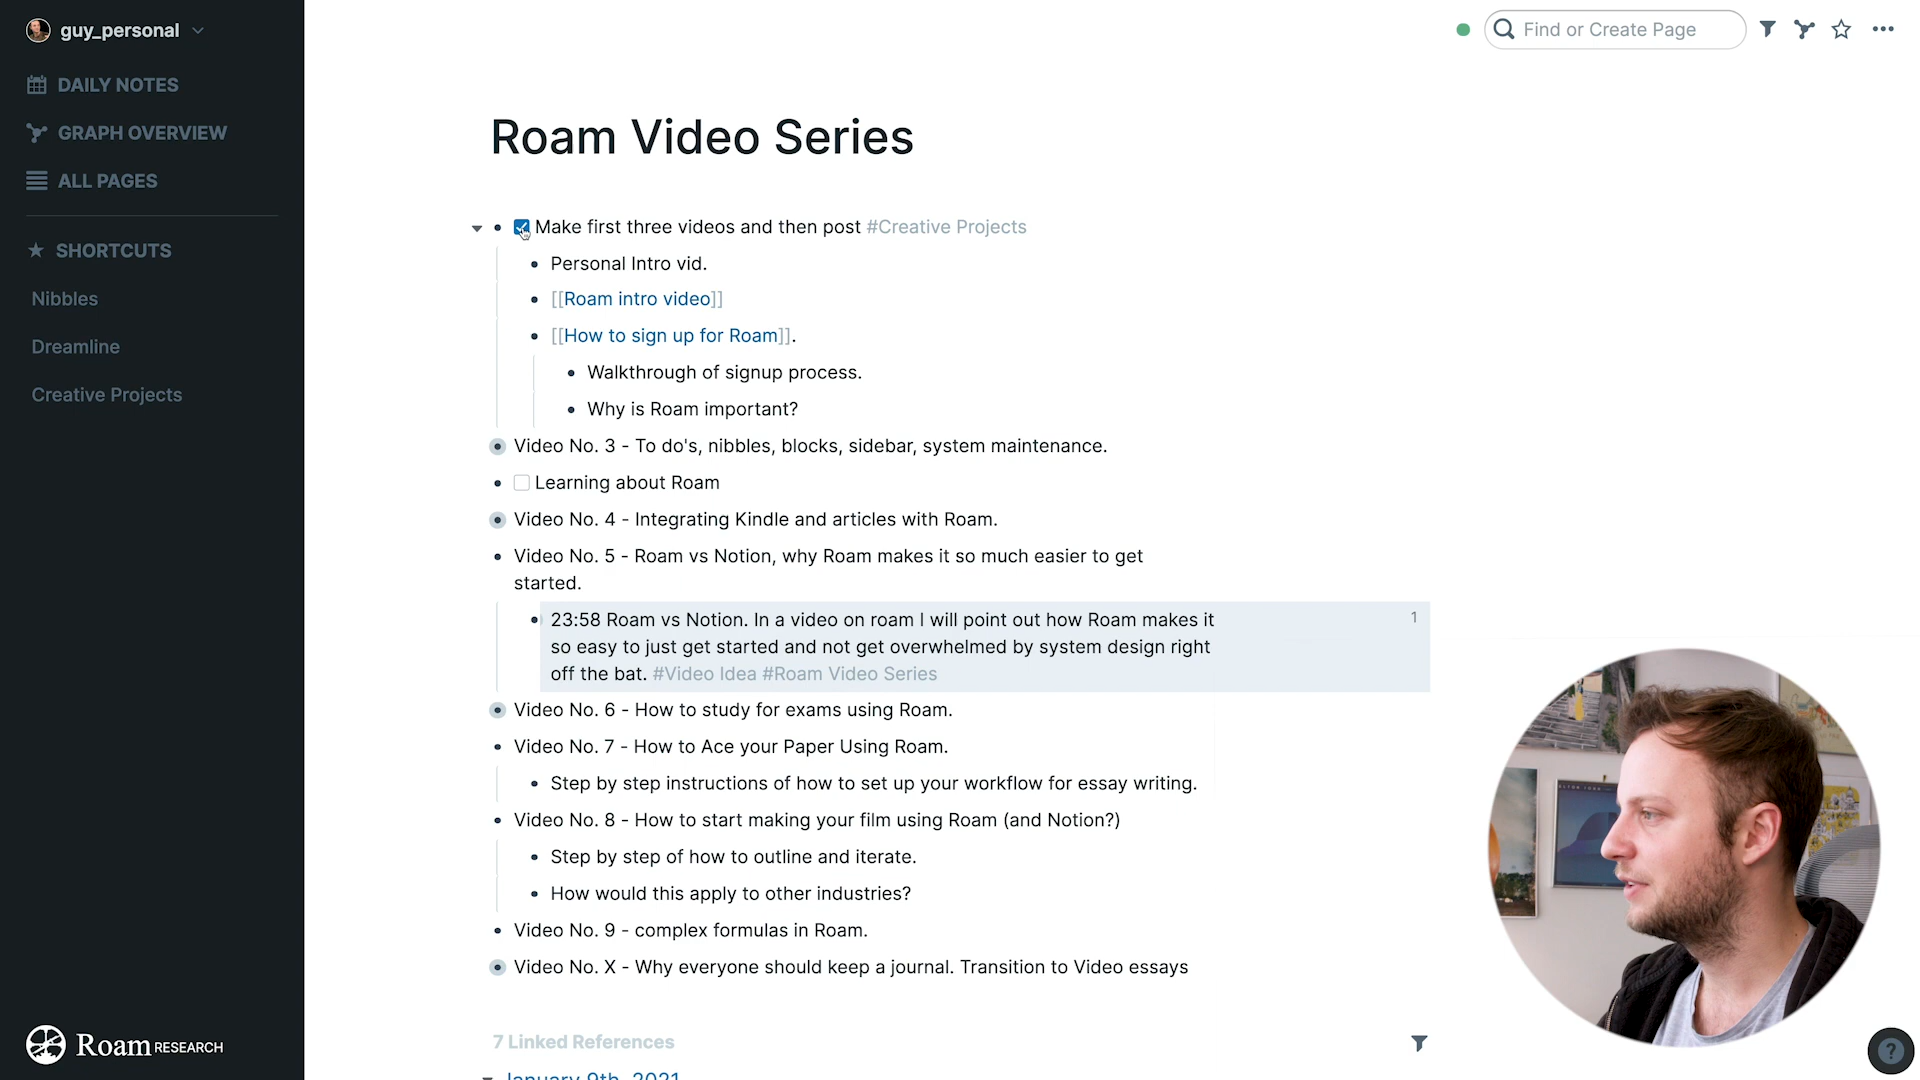 guy_personal
DAILY NOTES
GRAPH OVERVIEW
ALL PAGES
SHORTCUTS
Nibbles
Dreamline
Creative Projects
Roam RESEARCH
Find or Create Page
Roam Video Series
Make first three videos and then post #Creative Projects
Personal Intro vid.
[[Roam intro video]]
[[How to sign up for Roam]].
Walkthrough of signup process.
Why is Roam important?
Video No. 3 - To do's, nibbles, blocks, sidebar, system maintenance.
Learning about Roam
Video No. 4 - Integrating Kindle and articles with Roam.
Video No. 5 - Roam vs Notion, why Roam makes it so much easier to get
started.
23:58 Roam vs Notion. In a video on roam I will point out how Roam makes it
so easy to just get started and not get overwhelmed by system design right
off the bat. #Video Idea #Roam Video Series
1
Video No. 6 - How to study for exams using Roam.
Video No. 7 - How to Ace your Paper Using Roam.
Step by step instructions of how to set up your workflow for essay writing.
Video No. 8 - How to start making your film using Roam (and Notion?)
Step by step of how to outline and iterate.
How would this apply to other industries?
Video No. 9 - complex formulas in Roam.
Video No. X - Why everyone should keep a journal. Transition to Video essays
7 Linked References
January 9th, 2021
?